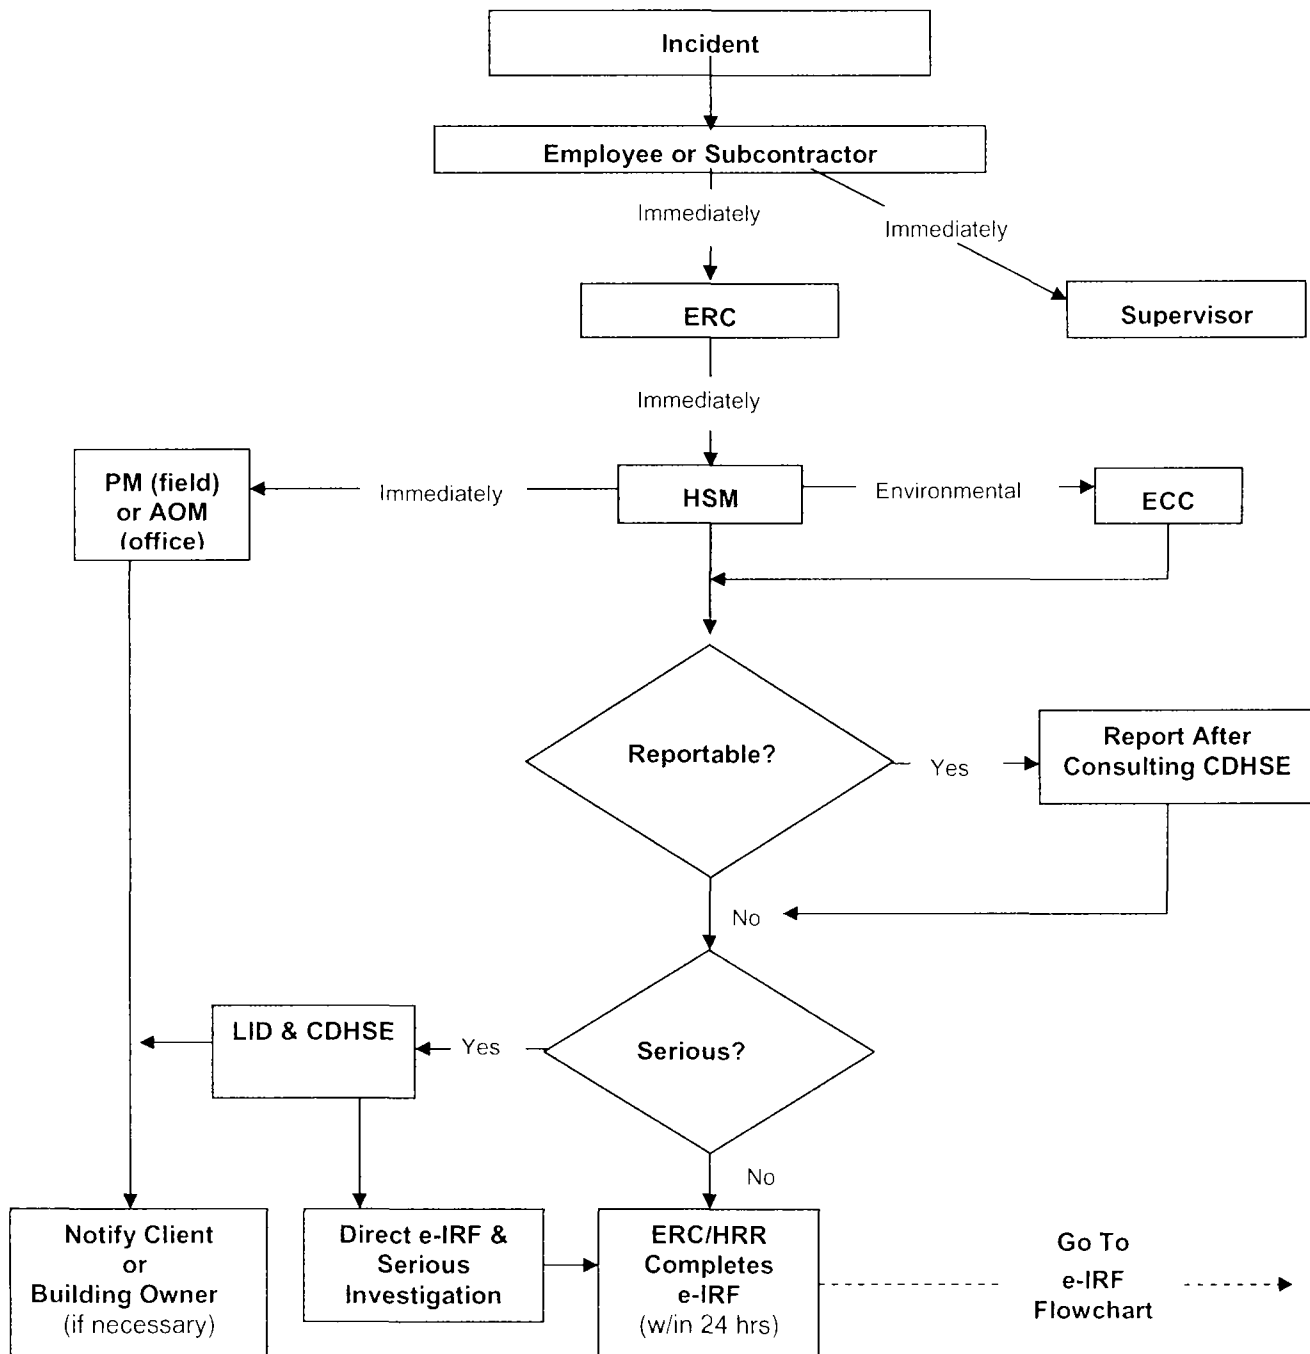 Incident
Employee or Subcontractor
Immediately
Immediately
ERC
Supervisor
Immediately
PM (field)
or AOM
(office)
Immediately
HSM
Environmental
ECC
Reportable?
Yes
Report After
Consulting CDHSE
No
LID & CDHSE
Yes
Serious?
No
Notify Client
or
Building Owner
(if necessary)
Direct e-IRF &
Serious
Investigation
ERC/HRR
Completes
e-IRF
(w/in 24 hrs)
Go To
e-IRF
Flowchart